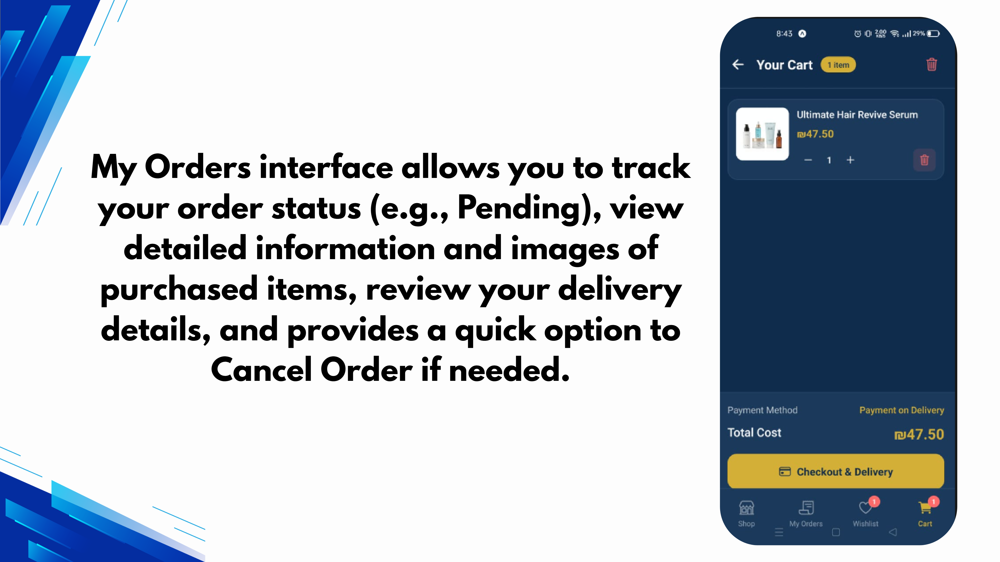 My Orders interface allows you to track
your order status (e.g., Pending), view
detailed information and images of
purchased items, review your delivery
details, and provides a quick option to
Cancel Order if needed.
8:43
2.00 KB/S 29%
Your Cart 1 item
Ultimate Hair Revive Serum
₪47.50
1
Payment Method Payment on Delivery
Total Cost ₪47.50
Checkout & Delivery
1 1
Shop My Orders Wishlist Cart